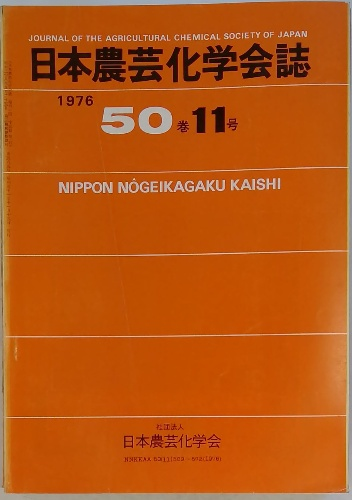 JOURNAL OF THE AGRICULTURAL CHEMICAL SOCIETY OF JAPAN
日本農芸化学会誌
1976
50巻11号
NIPPON NÔGEIKAGAKU KAISHI
社団法人
日本農芸化学会